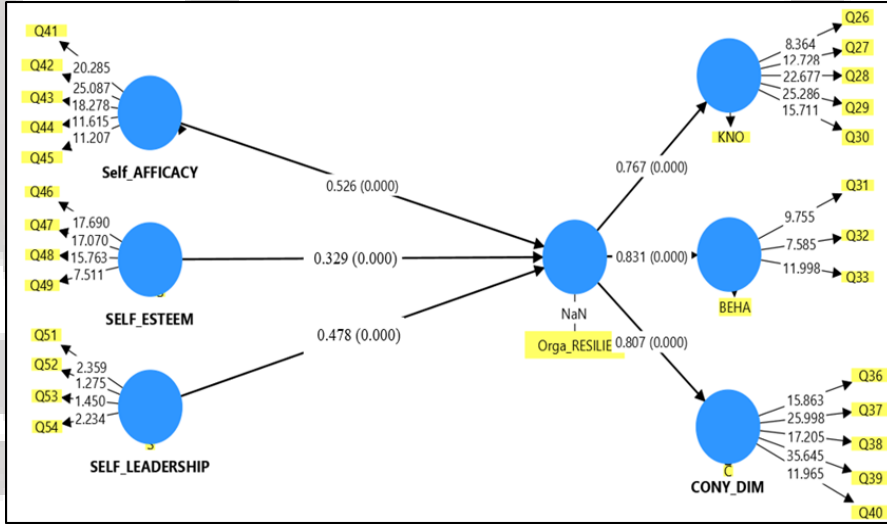 Q41
20.285
Q42
25.087
Q43
18.278
Q44
11.615
Q45
11.207
Self_AFFICACY
0.526 (0.000)
Q46
17.690
Q47
17.070
Q48
15.763
Q49
7.511
SELF_ESTEEM
0.329 (0.000)
Q51
2.359
Q52
1.275
Q53
1.450
Q54
2.234
SELF_LEADERSHIP
0.478 (0.000)
NaN
Orga_RESILIE
0.767 (0.000)
0.831 (0.000)
0.807 (0.000)
Q26
8.364
Q27
12.728
Q28
22.677
Q29
25.286
Q30
15.711
KNO
Q31
9.755
Q32
7.585
Q33
11.998
BEHA
Q36
15.863
Q37
25.998
Q38
17.205
Q39
35.645
Q40
11.965
C
CONY_DIM